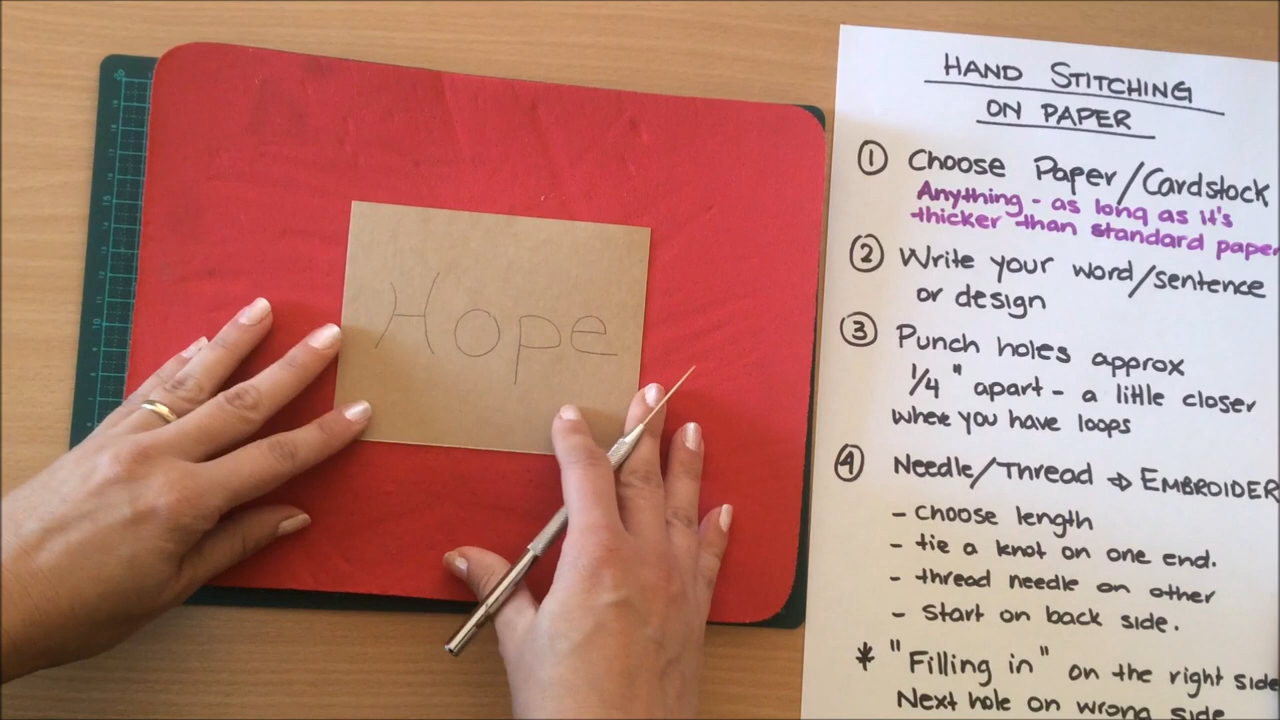 Hope
HAND STITCHING
ON PAPER
① Choose Paper/Cardstock
Anything - as long as it's
thicker than standard paper
② Write your word/sentence
or design
③ Punch holes approx
1/4" apart - a little closer
where you have loops
④ Needle/Thread → EMBROIDER
- Choose length
- tie a knot on one end.
- thread needle on other
- Start on back side.
* "Filling in" on the right side
Next hole on wrong side